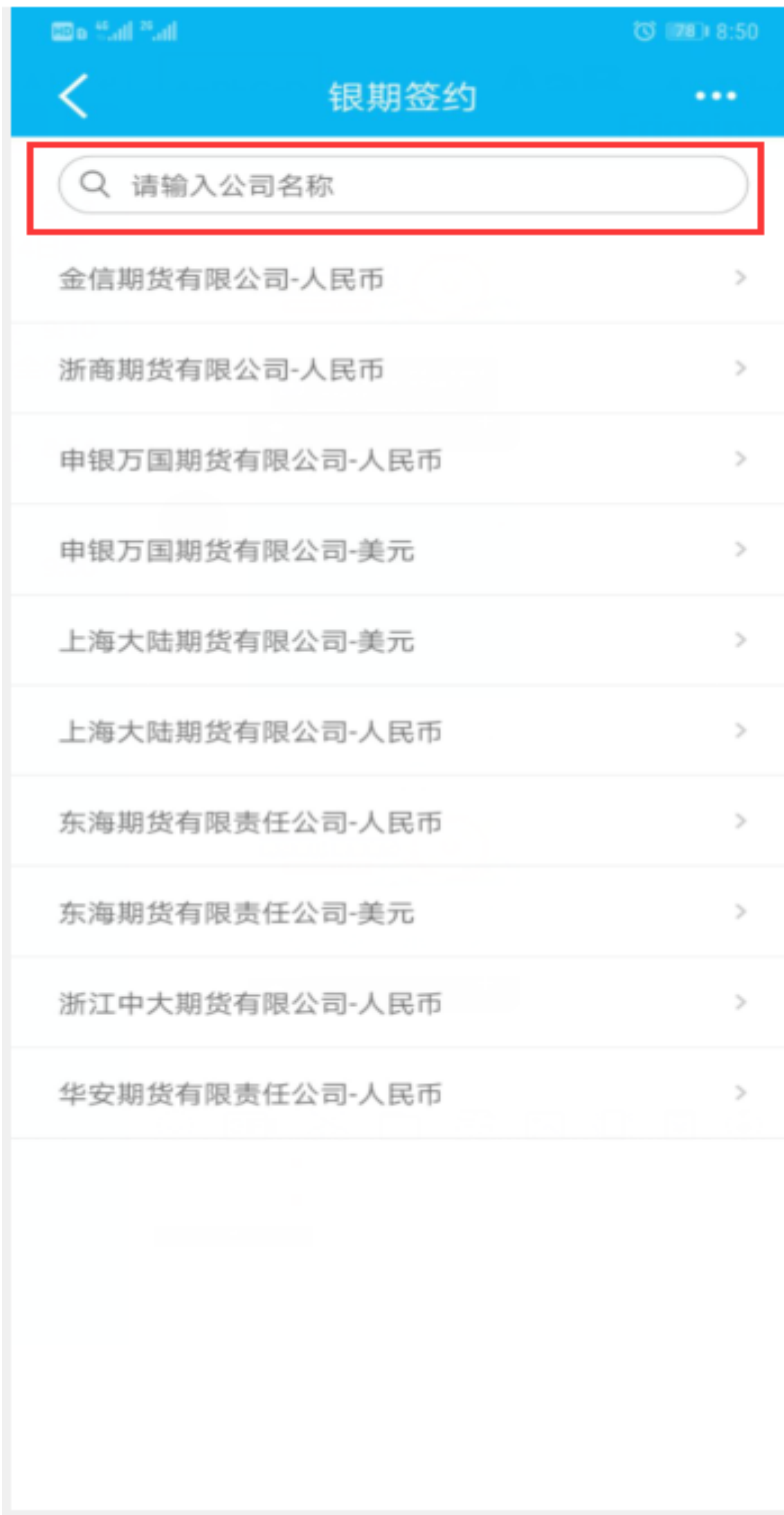 HD 4G 2G 78 8:50
银期签约
请输入公司名称
金信期货有限公司-人民币
浙商期货有限公司-人民币
申银万国期货有限公司-人民币
申银万国期货有限公司-美元
上海大陆期货有限公司-美元
上海大陆期货有限公司-人民币
东海期货有限责任公司-人民币
东海期货有限责任公司-美元
浙江中大期货有限公司-人民币
华安期货有限责任公司-人民币